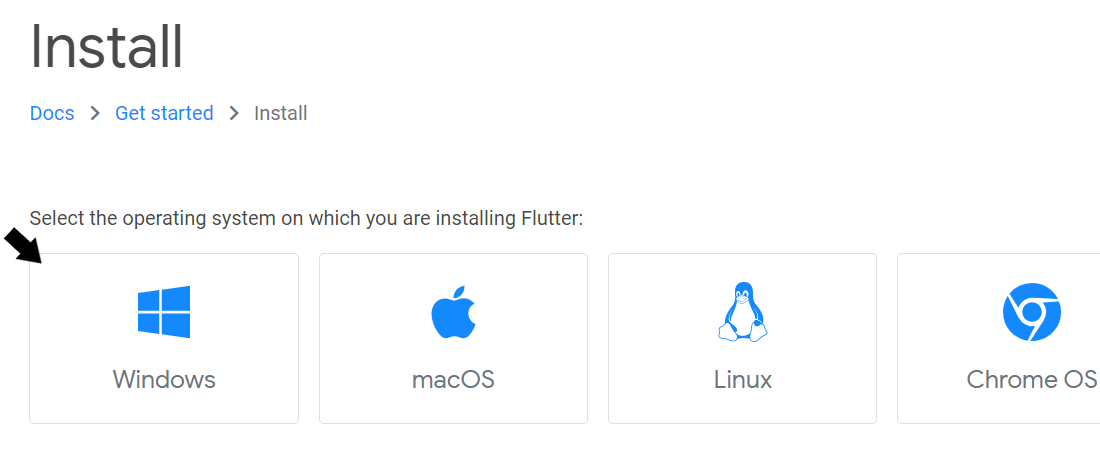 Install
Docs > Get started > Install
Select the operating system on which you are installing Flutter:
Windows macOS Linux Chrome OS